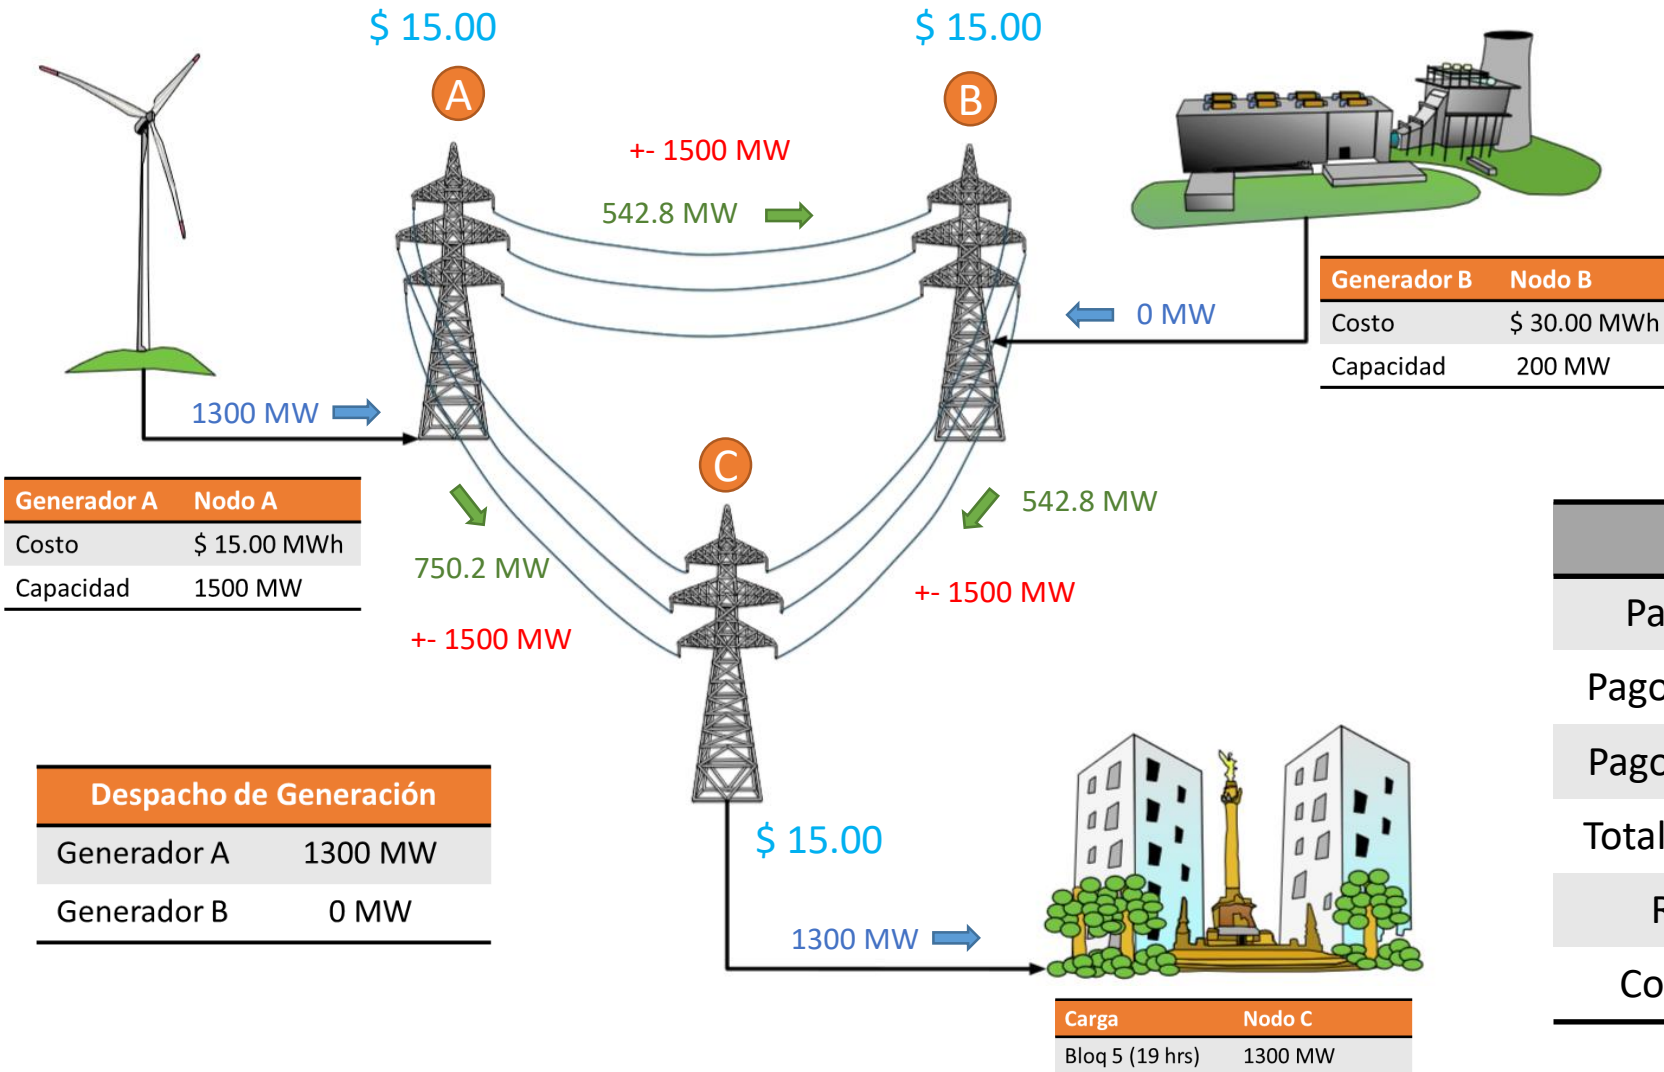 $ 15.00
$ 15.00
A
B
+- 1500 MW
542.8 MW
0 MW
Generador B Nodo B
Costo $ 30.00 MWh
Capacidad 200 MW
1300 MW
C
Generador A Nodo A
Costo $ 15.00 MWh
Capacidad 1500 MW
542.8 MW
750.2 MW
+- 1500 MW
+- 1500 MW
Pa
Pago
Pago
Total
R
Co
Despacho de Generación
Generador A 1300 MW
Generador B 0 MW
$ 15.00
1300 MW
Carga Nodo C
Bloq 5 (19 hrs) 1300 MW